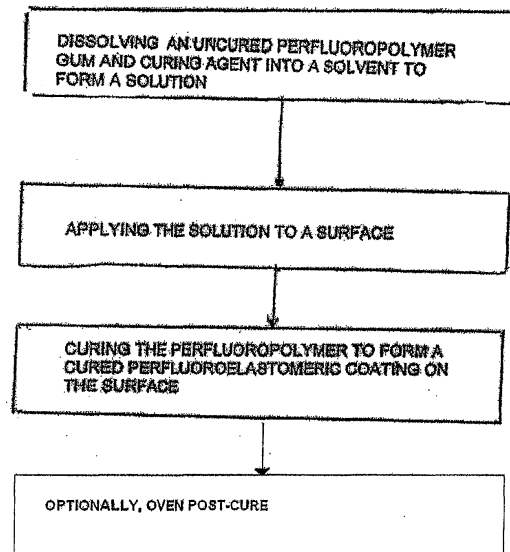 DISSOLVING AN UNCURED PERFLUOROPOLYMER
GUM AND CURING AGENT INTO A SOLVENT TO
FORM A SOLUTION
APPLYING THE SOLUTION TO A SURFACE
CURING THE PERFLUOROPOLYMER TO FORM A
CURED PERFLUOROELASTOMERIC COATING ON
THE SURFACE
OPTIONALLY, OVEN POST-CURE